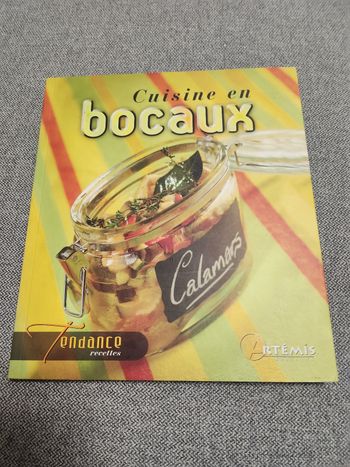 Cuisine en
bocaux
Calamars
Tendance
recettes
ARTÉMIS